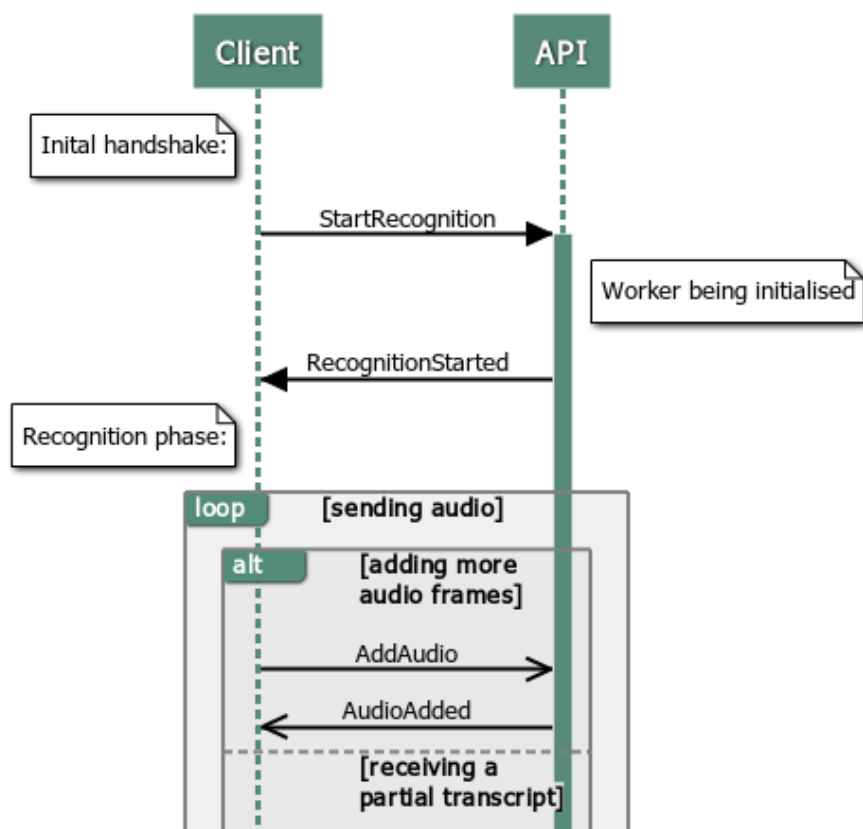 Client
API
Inital handshake:
StartRecognition
Worker being initialised
RecognitionStarted
Recognition phase:
loop
[sending audio]
alt
[adding more
audio frames]
AddAudio
AudioAdded
[receiving a
partial transcript]